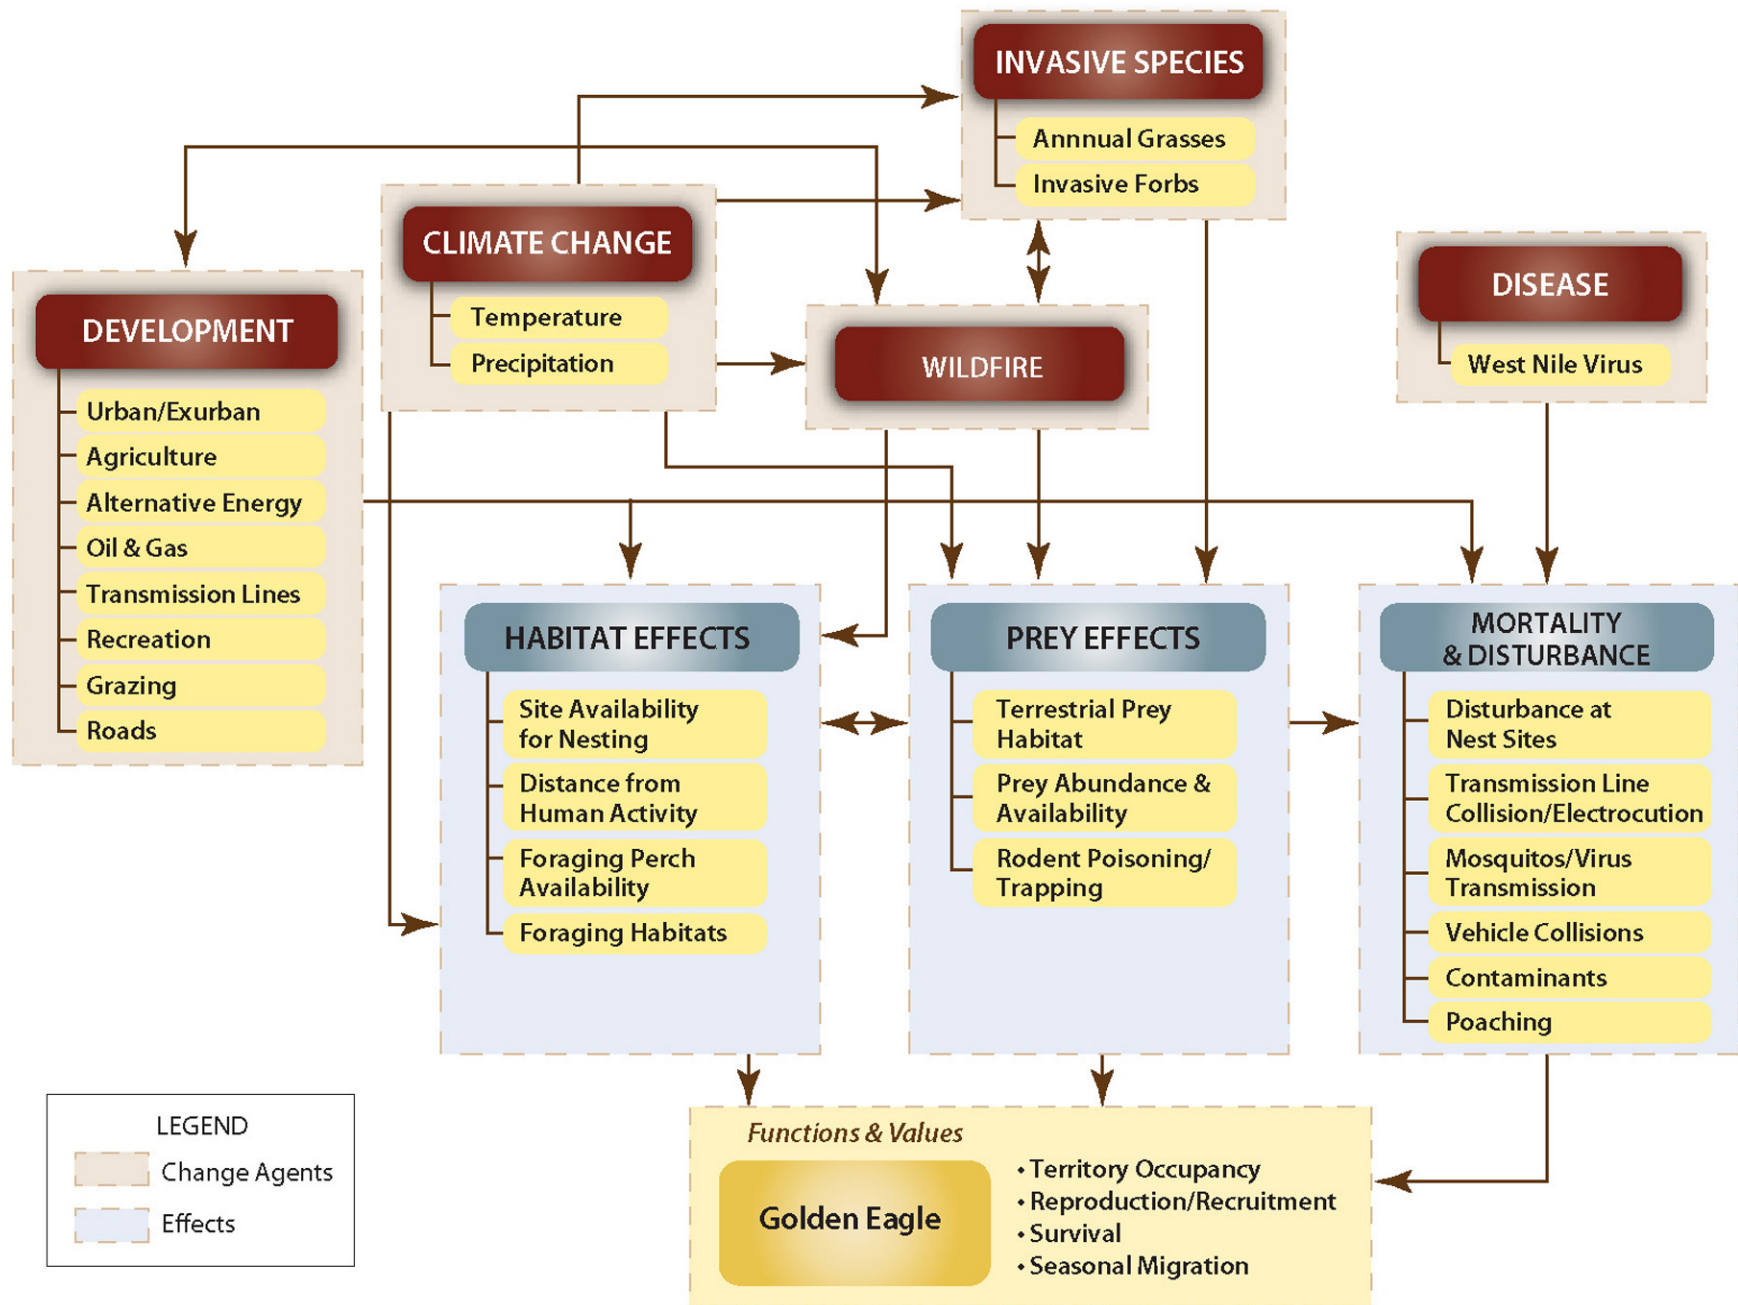 INVASIVE SPECIES
Annnual Grasses
Invasive Forbs
CLIMATE CHANGE
Temperature
Precipitation
DISEASE
West Nile Virus
DEVELOPMENT
Urban/Exurban
Agriculture
Alternative Energy
Oil & Gas
Transmission Lines
Recreation
Grazing
Roads
WILDFIRE
HABITAT EFFECTS
Site Availability
for Nesting
Distance from
Human Activity
Foraging Perch
Availability
Foraging Habitats
PREY EFFECTS
Terrestrial Prey
Habitat
Prey Abundance &
Availability
Rodent Poisoning/
Trapping
MORTALITY
& DISTURBANCE
Disturbance at
Nest Sites
Transmission Line
Collision/Electrocution
Mosquitos/Virus
Transmission
Vehicle Collisions
Contaminants
Poaching
LEGEND
Change Agents
Effects
Functions & Values
Golden Eagle
• Territory Occupancy
• Reproduction/Recruitment
• Survival
• Seasonal Migration